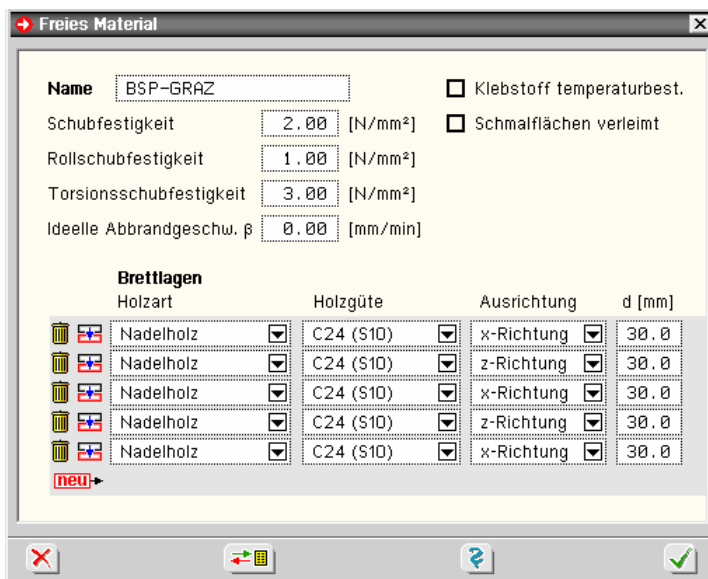 Freies Material
Name BSP-GRAZ
Klebstoff temperaturbest.
Schubfestigkeit 2.00 [N/mm²]
Schmalflächen verleimt
Rollschubfestigkeit 1.00 [N/mm²]
Torsionsschubfestigkeit 3.00 [N/mm²]
Ideelle Abbrandgeschw. β 0.00 [mm/min]
Brettlagen
Holzart Holzgüte Ausrichtung d [mm]
Nadelholz C24 (S10) x-Richtung 30.0
Nadelholz C24 (S10) z-Richtung 30.0
Nadelholz C24 (S10) x-Richtung 30.0
Nadelholz C24 (S10) z-Richtung 30.0
Nadelholz C24 (S10) x-Richtung 30.0
neu